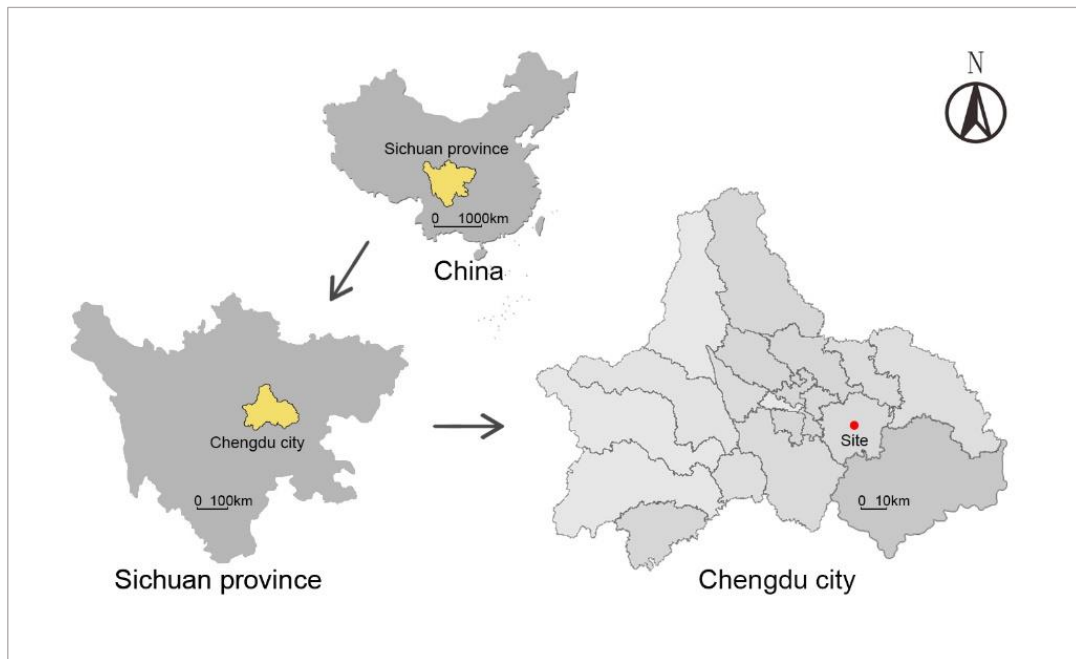 N
Sichuan province
0 1000km
China
Chengdu city
0 100km
Sichuan province
Site
0 10km
Chengdu city